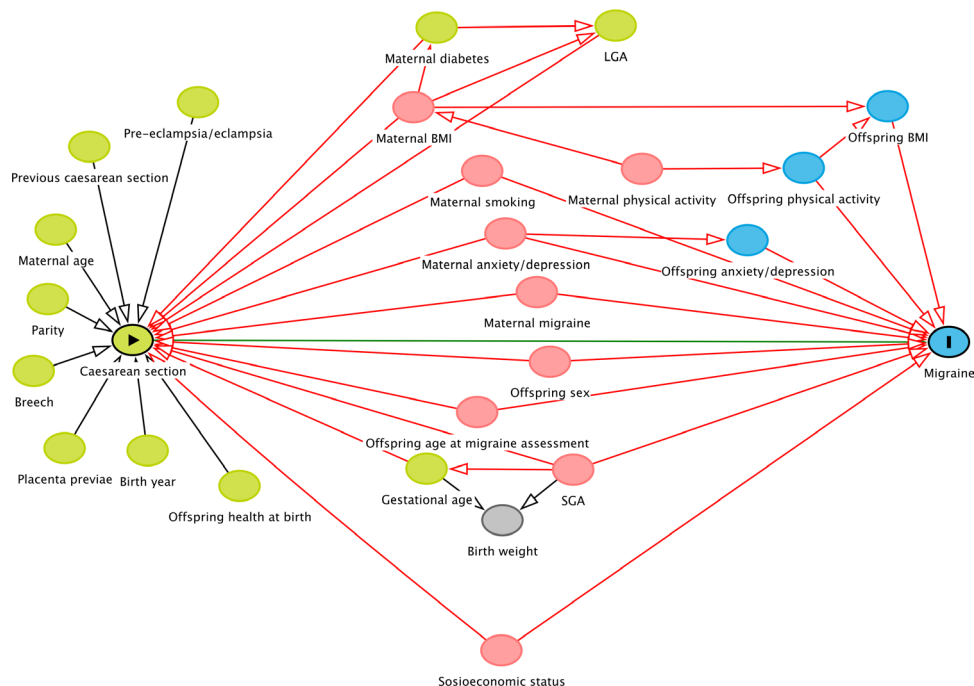 Maternal diabetes
LGA
Pre-eclampsia/eclampsia
Maternal BMI
Offspring BMI
Previous caesarean section
Maternal smoking
Maternal physical activity
Offspring physical activity
Maternal age
Maternal anxiety/depression
Offspring anxiety/depression
Maternal migraine
Parity
Caesarean section
Migraine
Offspring sex
Breech
Offspring age at migraine assessment
Placenta previae
Birth year
Gestational age
SGA
Offspring health at birth
Birth weight
Sosioeconomic status